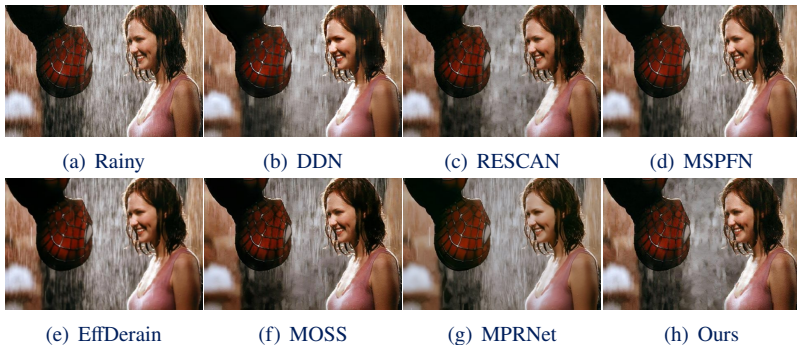 (a) Rainy (b) DDN (c) RESCAN (d) MSPFN
(e) EffDerain (f) MOSS (g) MPRNet (h) Ours